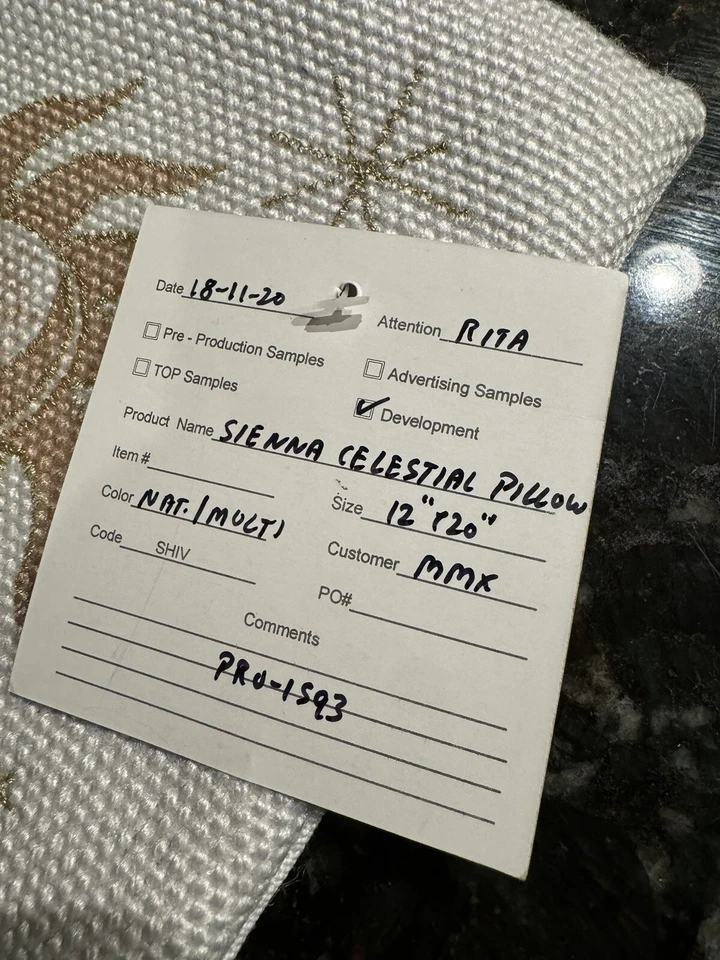 Date 18-11-20 Attention RITA
Pre - Production Samples Advertising Samples
TOP Samples Development
Product Name SIENNA CELESTIAL PILLOW
Item # Size 12"x20"
Color NAT./MULTI Customer MMX
Code SHIV PO#
Comments
PRU-1593